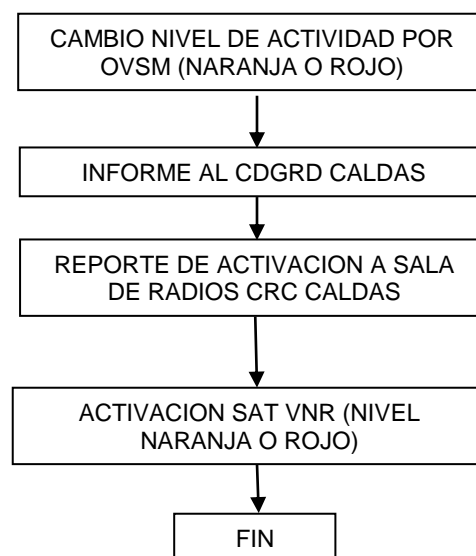 CAMBIO NIVEL DE ACTIVIDAD POR
OVSM (NARANJA O ROJO)
INFORME AL CDGRD CALDAS
REPORTE DE ACTIVACION A SALA
DE RADIOS CRC CALDAS
ACTIVACION SAT VNR (NIVEL
NARANJA O ROJO)
FIN